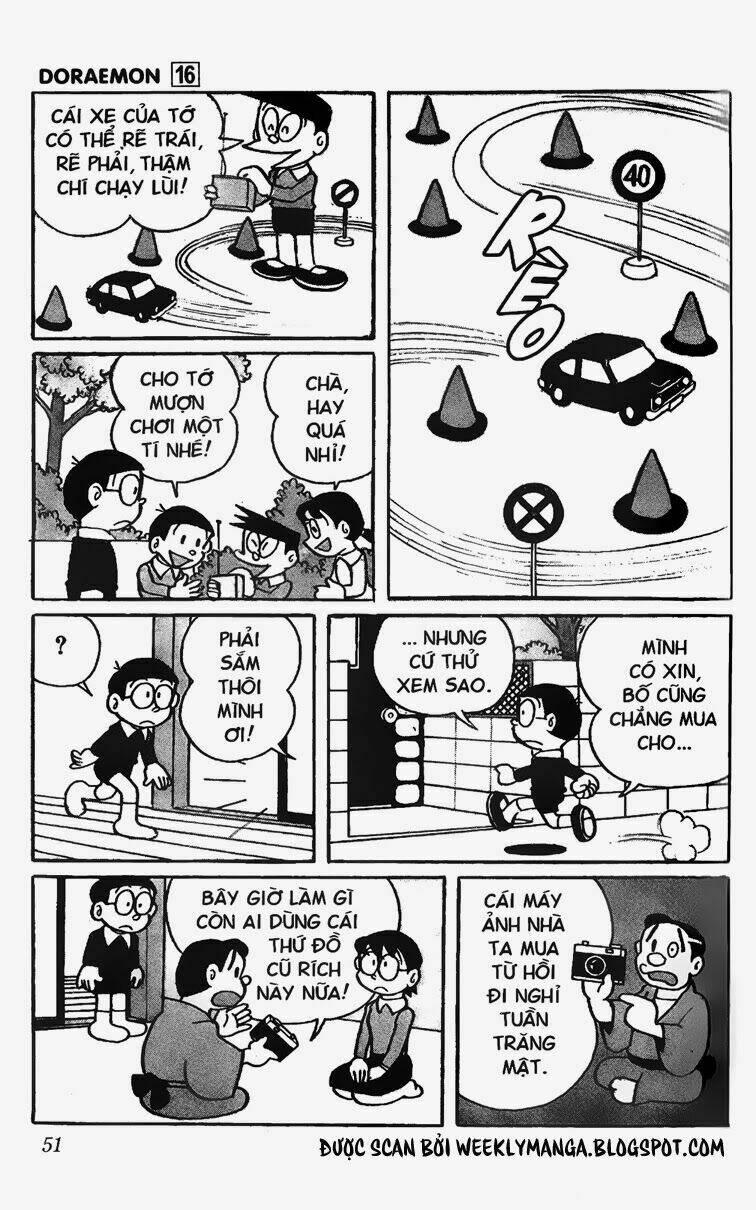 DORAEMON 16
40
RÈO
CÁI XE CỦA TỚ
CÓ THỂ RẼ TRÁI,
RẼ PHẢI, THẬM
CHÍ CHẠY LÙI!
CHÀ,
HAY
QUÁ
NHỈ!
CHO TỚ
MƯỢN
CHƠI MỘT
TÍ NHÉ!
MÌNH
CÓ XIN,
BỐ CŨNG
CHẲNG MUA
CHO...
... NHƯNG
CỨ THỬ
XEM SAO.
PHẢI
SẮM
THÔI
MÌNH
ƠI!
?
CÁI MÁY
ẢNH NHÀ
TA MUA
TỪ HỒI
ĐI NGHỈ
TUẦN
TRĂNG
MẬT.
BÂY GIỜ LÀM GÌ
CÒN AI DÙNG CÁI
THỨ ĐỒ
CŨ RÍCH
NÀY NỮA!
51
ĐƯỢC SCAN BỞI WEEKLYMANGA.BLOGSPOT.COM